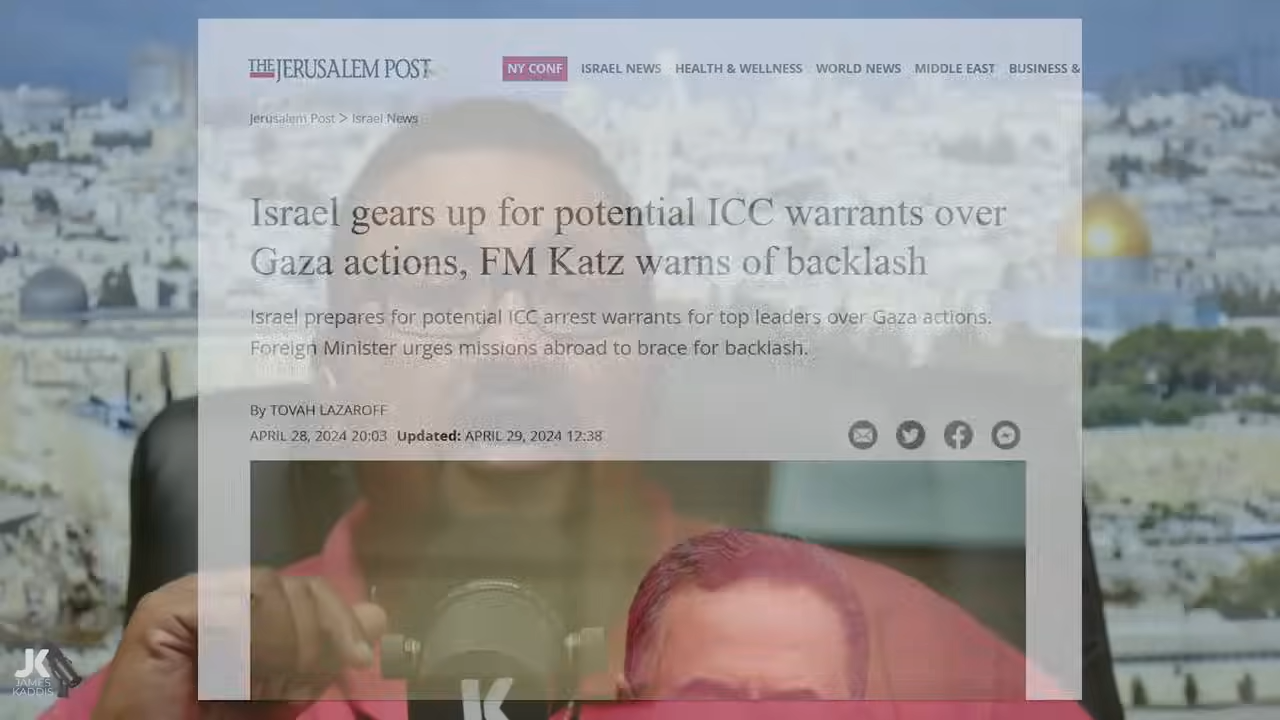 THE JERUSALEM POST
NY CONF ISRAEL NEWS HEALTH & WELLNESS WORLD NEWS MIDDLE EAST BUSINESS &
Jerusalem Post > Israel News
Israel gears up for potential ICC warrants over
Gaza actions, FM Katz warns of backlash
Israel prepares for potential ICC arrest warrants for top leaders over Gaza actions.
Foreign Minister urges missions abroad to brace for backlash.
By TOVAH LAZAROFF
APRIL 28, 2024 20:03 Updated: APRIL 29, 2024 12:38
JK
JAMES
KADDIS
JK